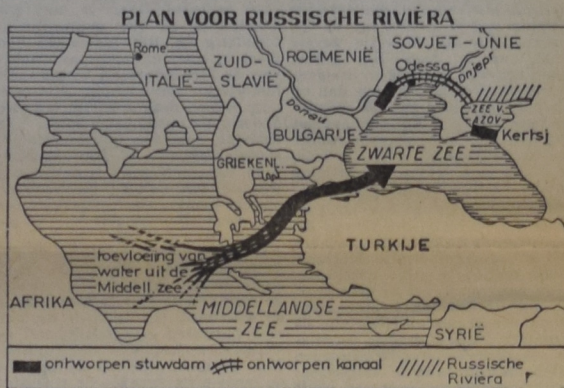 PLAN VOOR RUSSISCHE RIVIÈRA
SOVJET-UNIE
ROEMENIË
Rome
ZUID-
SLAVIË
Odessa
Dnjepr
ITALIË
Donau
ZEE V.
AZOV
Kertsj
BULGARIJE
ZWARTE ZEE
GRIEKENL.
TURKIJE
toevloeiing van
water uit de
Middell. zee
AFRIKA
MIDDELLANDSE
ZEE
SYRIË
ontworpen stuwdam
ontworpen kanaal
Russische
Rivièra